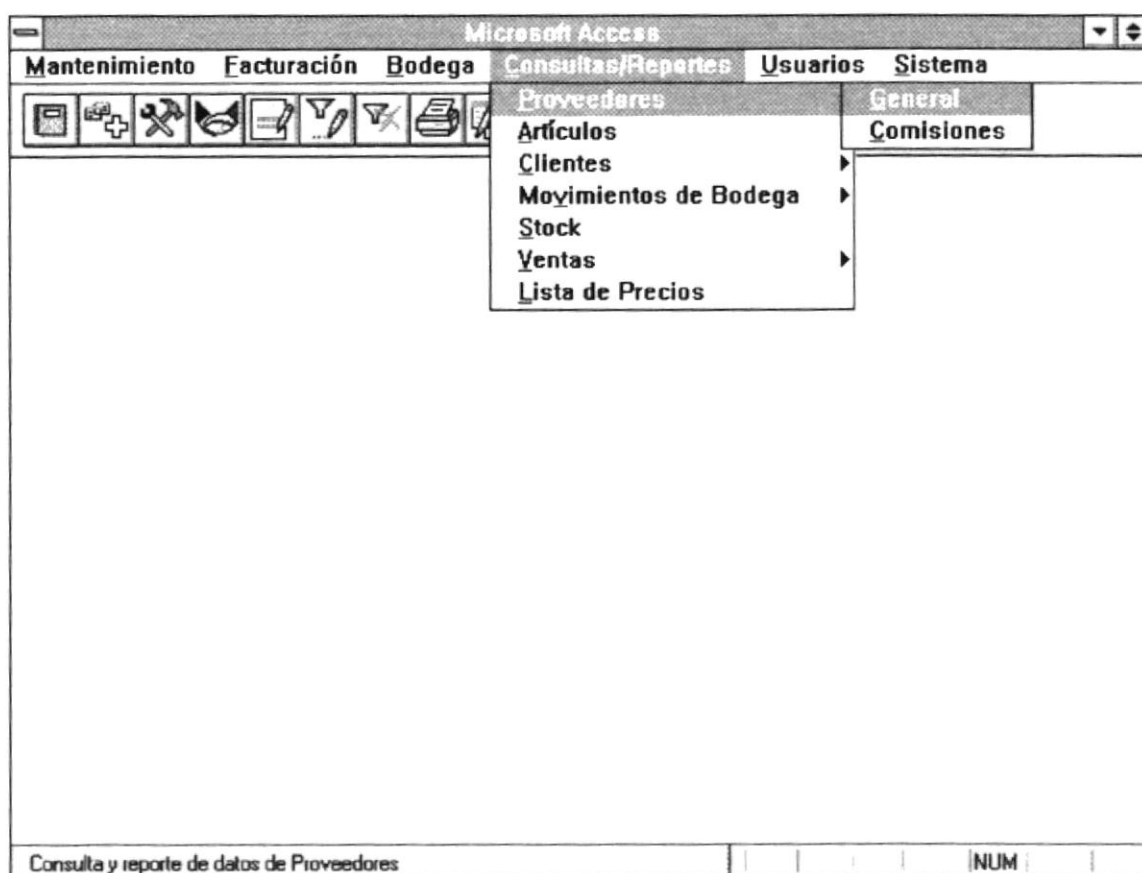 Microsoft Access
Mantenimiento Facturación Bodega Consultas/Reportes Usuarios Sistema
Proveedores General
Artículos Comisiones
Clientes
Movimientos de Bodega
Stock
Ventas
Lista de Precios
Consulta y reporte de datos de Proveedores NUM